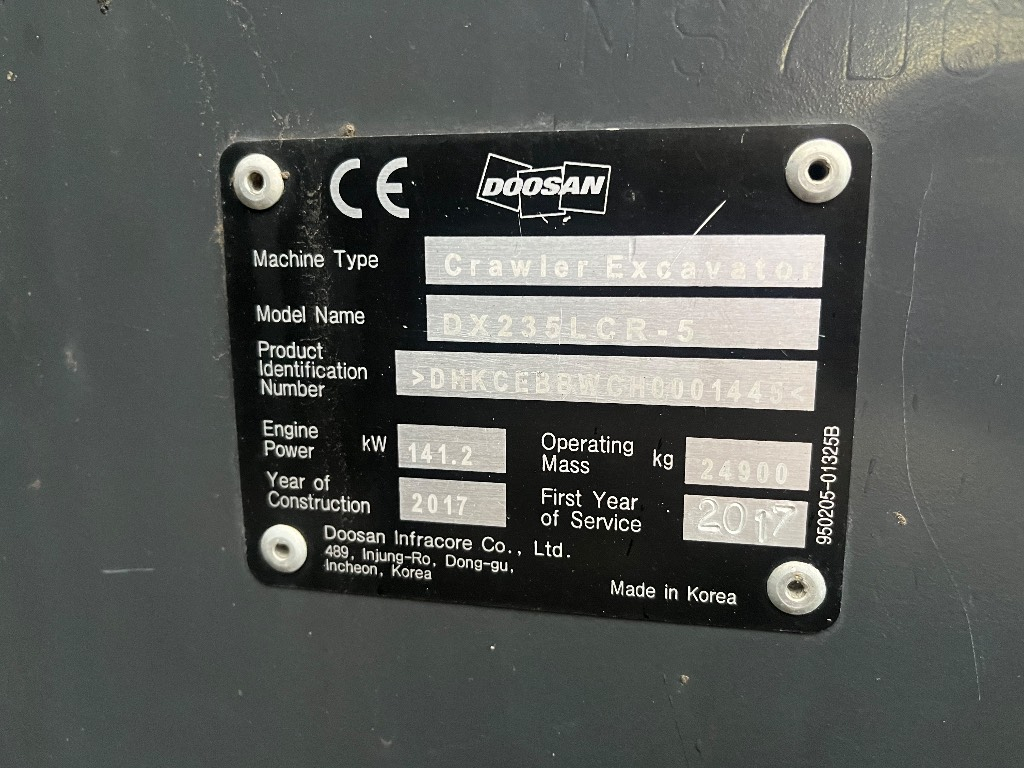 CE DOOSAN
Machine Type Crawler Excavator
Model Name DX235LCR-5
Product
Identification
Number >DHKCEBBWCH0001445<
Engine
Power kW 141.2 Operating
Mass kg 24900
Year of
Construction 2017 First Year
of Service 2017
Doosan Infracore Co., Ltd.
489, Injung-Ro, Dong-gu,
Incheon, Korea
Made in Korea
950205-01325B